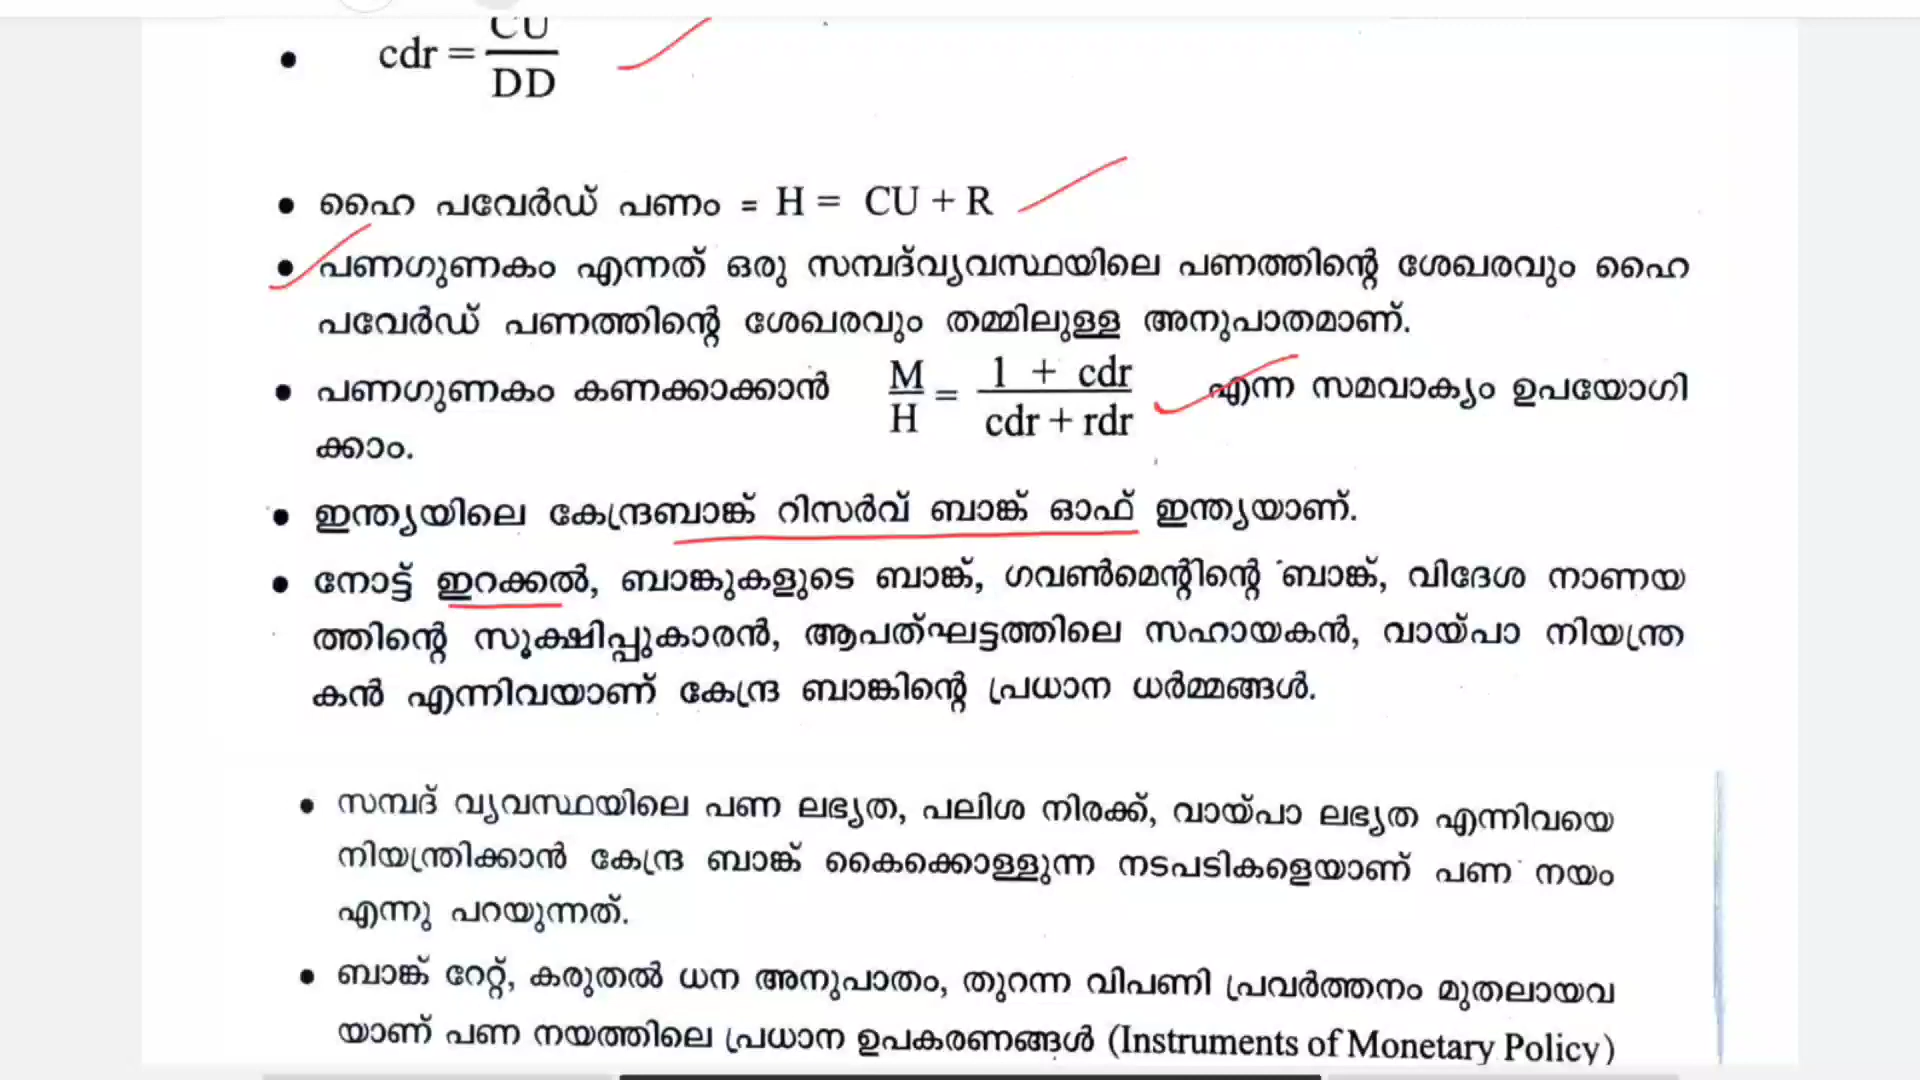 • cdr = CU / DD
• ഹൈ പവേർഡ് പണം = H = CU + R
• പണഗുണകം എന്നത് ഒരു സമ്പദ്‌വ്യവസ്ഥയിലെ പണത്തിന്റെ ശേഖരവും ഹൈ
പവേർഡ് പണത്തിന്റെ ശേഖരവും തമ്മിലുള്ള അനുപാതമാണ്.
• പണഗുണകം കണക്കാക്കാൻ M/H = (1 + cdr) / (cdr + rdr) എന്ന സമവാക്യം ഉപയോഗി
ക്കാം.
• ഇന്ത്യയിലെ കേന്ദ്രബാങ്ക് റിസർവ് ബാങ്ക് ഓഫ് ഇന്ത്യയാണ്.
• നോട്ട് ഇറക്കൽ, ബാങ്കുകളുടെ ബാങ്ക്, ഗവൺമെന്റിന്റെ ബാങ്ക്, വിദേശ നാണയ
ത്തിന്റെ സൂക്ഷിപ്പുകാരൻ, ആപത്ഘട്ടത്തിലെ സഹായകൻ, വായ്പാ നിയന്ത്ര
കൻ എന്നിവയാണ് കേന്ദ്ര ബാങ്കിന്റെ പ്രധാന ധർമ്മങ്ങൾ.
• സമ്പദ് വ്യവസ്ഥയിലെ പണ ലഭ്യത, പലിശ നിരക്ക്, വായ്പാ ലഭ്യത എന്നിവയെ
നിയന്ത്രിക്കാൻ കേന്ദ്ര ബാങ്ക് കൈക്കൊള്ളുന്ന നടപടികളെയാണ് പണ നയം
എന്നു പറയുന്നത്.
• ബാങ്ക് റേറ്റ്, കരുതൽ ധന അനുപാതം, തുറന്ന വിപണി പ്രവർത്തനം മുതലായവ
യാണ് പണ നയത്തിലെ പ്രധാന ഉപകരണങ്ങൾ (Instruments of Monetary Policy)